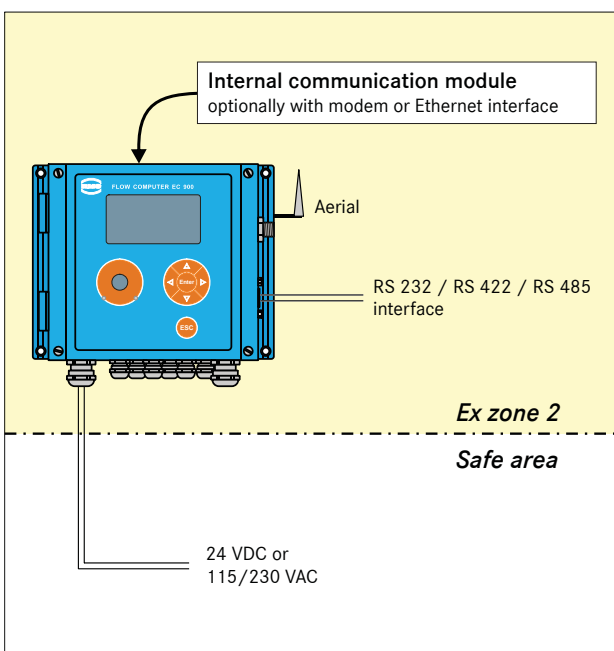 Internal communication module
optionally with modem or Ethernet interface
FLOW COMPUTER EC 900
Aerial
Enter
RS 232 / RS 422 / RS 485
interface
ESC
Ex zone 2
Safe area
24 VDC or
115/230 VAC